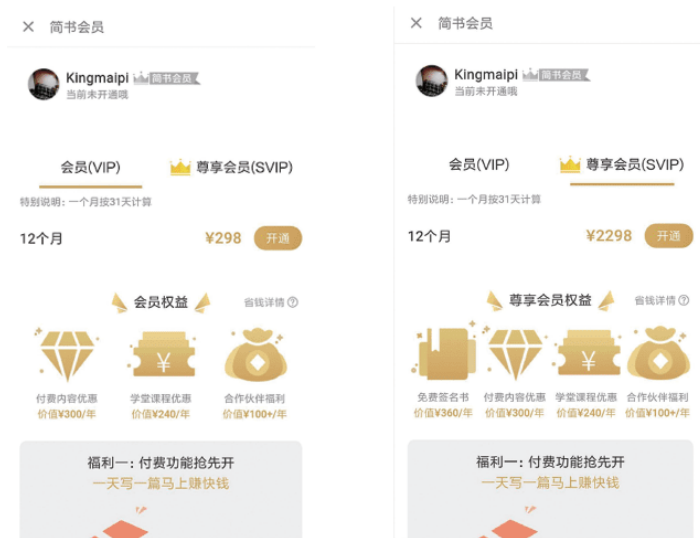 × 简书会员
Kingmaipi 简书会员
当前未开通哦
会员(VIP) 尊享会员(SVIP)
特别说明：一个月按31天计算
12个月 ¥298 开通
会员权益 省钱详情 ?
付费内容优惠 学堂课程优惠 合作伙伴福利
价值¥300/年 价值¥240/年 价值¥100+/年
福利一：付费功能抢先开
一天写一篇马上赚快钱
× 简书会员
Kingmaipi 简书会员
当前未开通哦
会员(VIP) 尊享会员(SVIP)
特别说明：一个月按31天计算
12个月 ¥2298 开通
尊享会员权益 省钱详情 ?
免费签名书 付费内容优惠 学堂课程优惠 合作伙伴福利
价值¥360/年 价值¥300/年 价值¥240/年 价值¥100+/年
福利一：付费功能抢先开
一天写一篇马上赚快钱